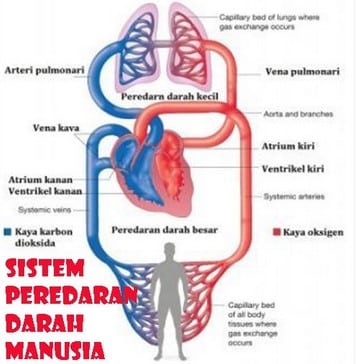 Capillary bed of lungs where
gas exchange
occurs
Arteri pulmonari
Vena pulmonari
Peredarn darah kecil
Aorta and branches
Vena kava
Atrium kiri
Ventrikel kiri
Atrium kanan
Ventrikel kanan
Systemic arteries
Systemic veins
Peredaran darah besar
Kaya karbon
dioksida
Kaya oksigen
SISTEM
PEREDARAN
DARAH
MANUSIA
Capillary bed
of all body
tissues where
gas exchange
occurs